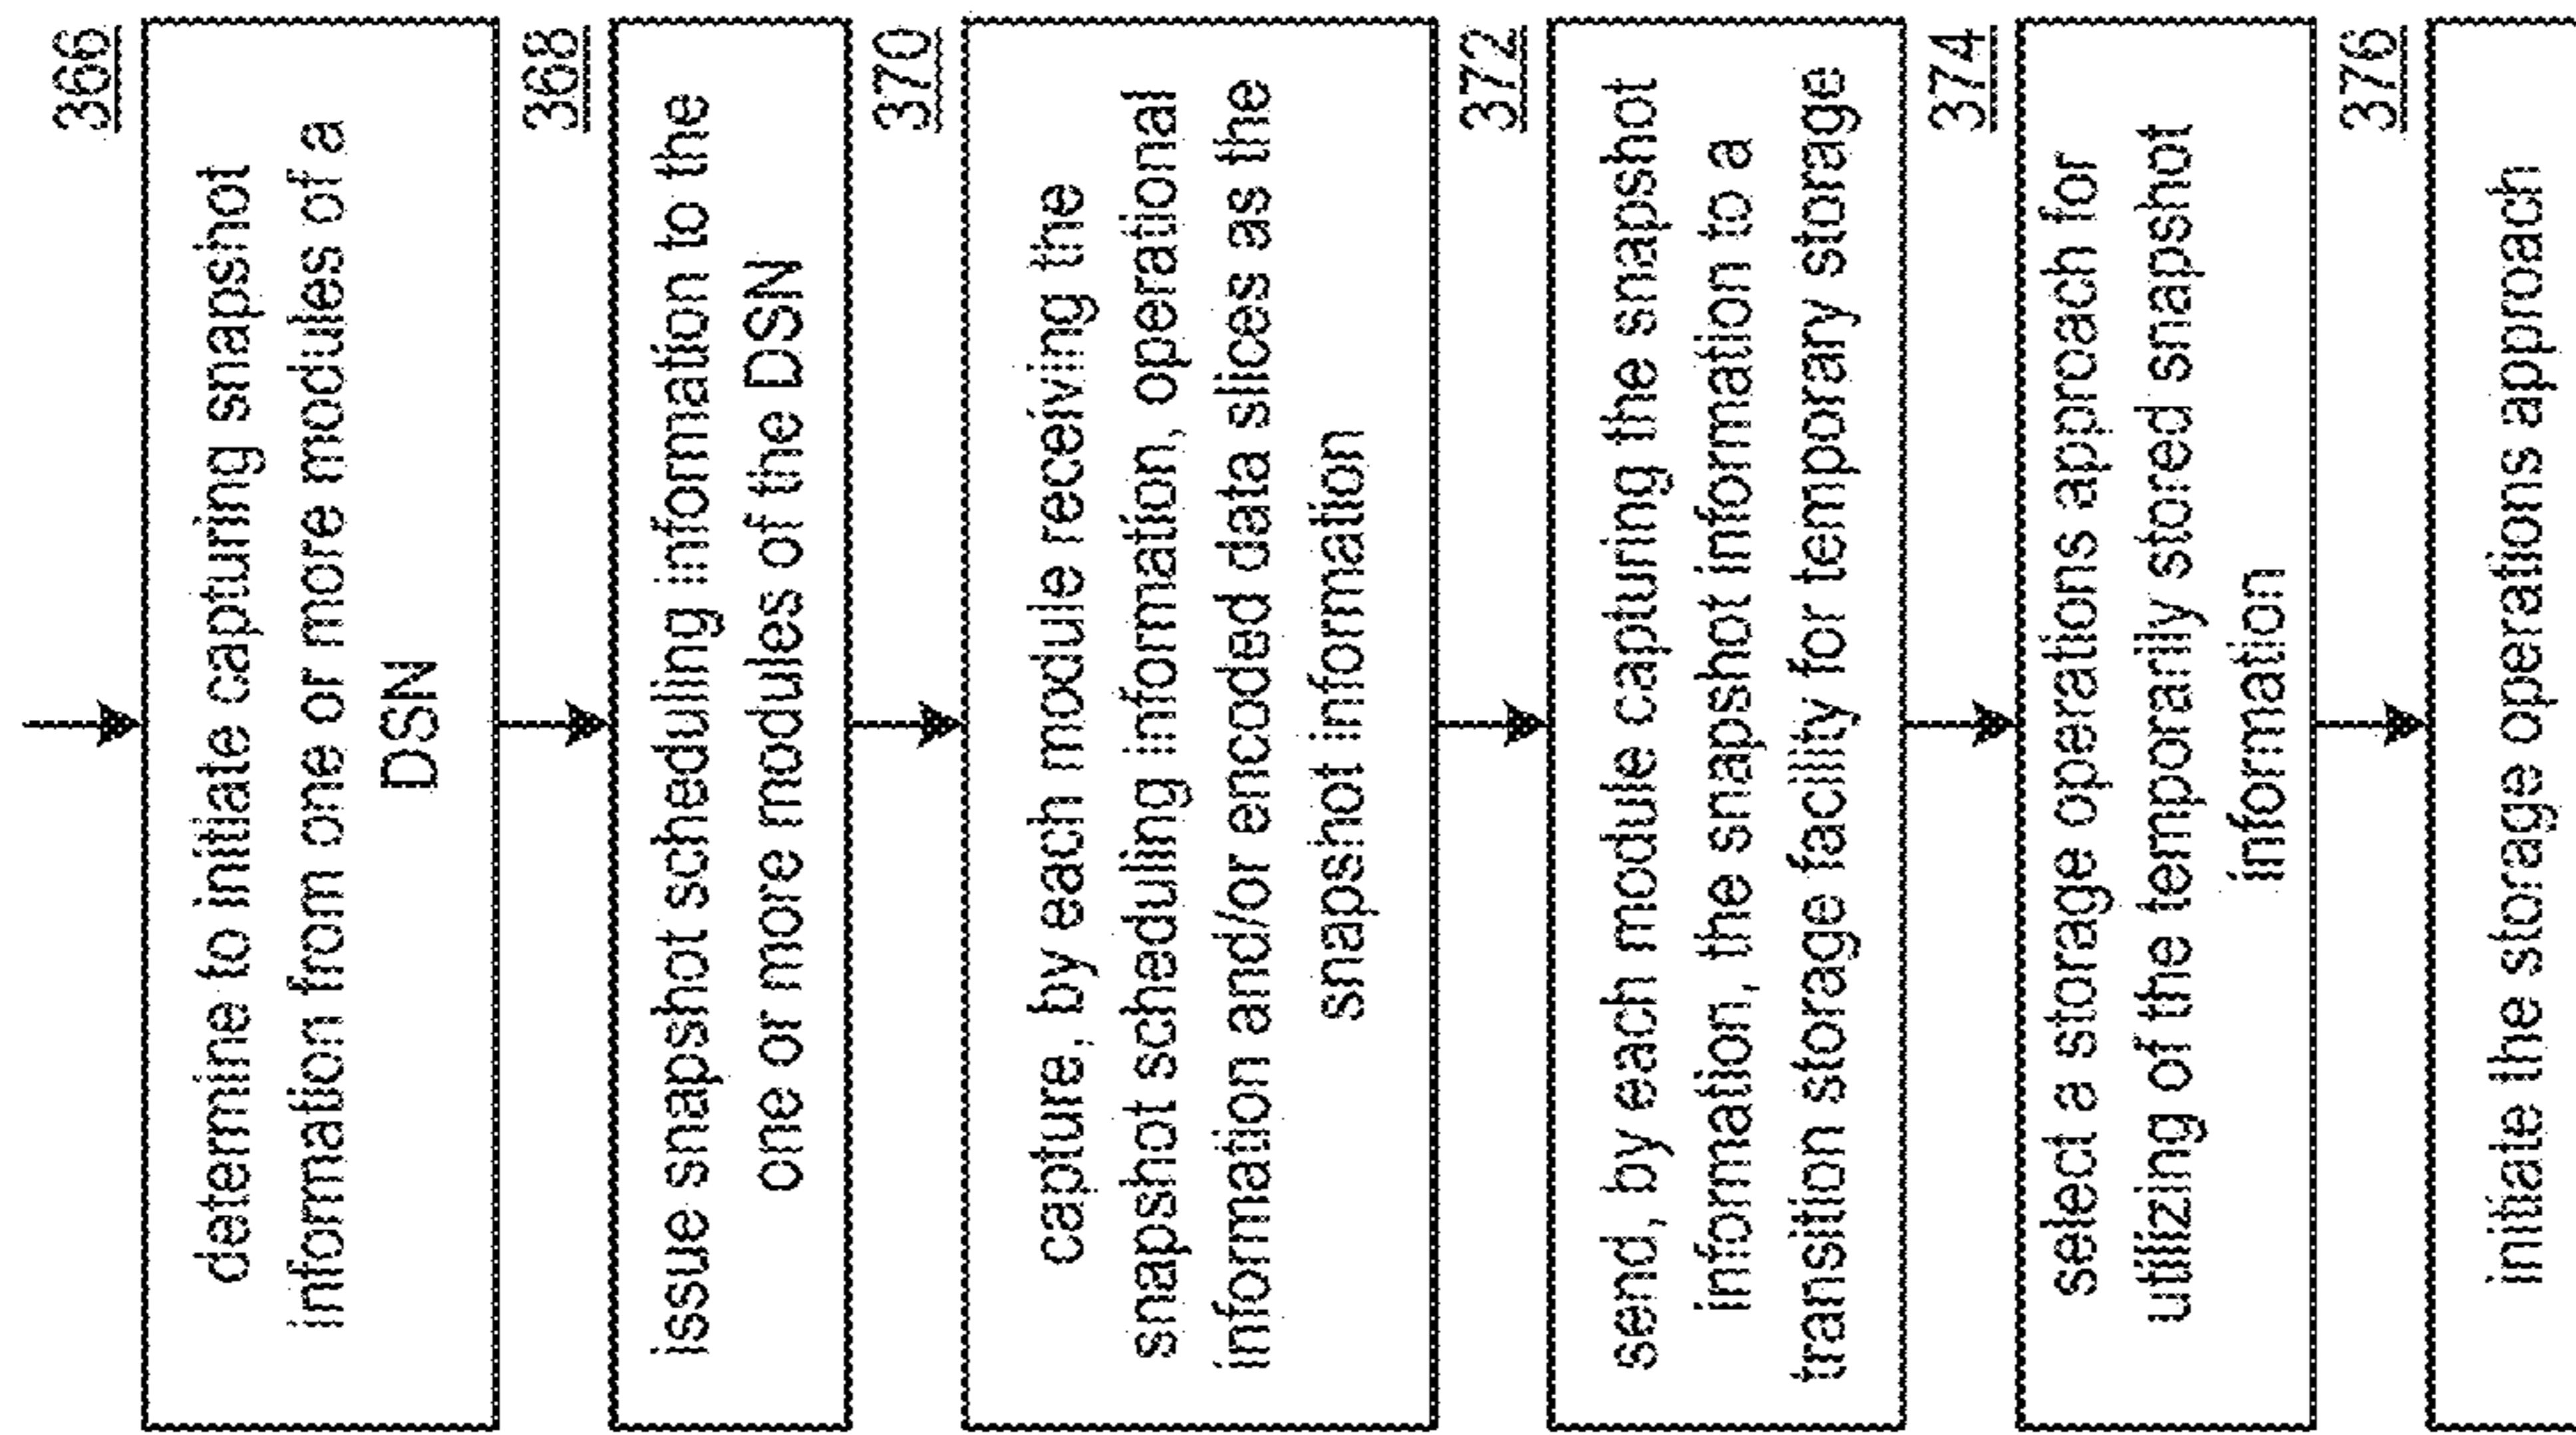 366
determine to initiate capturing snapshot
information from one or more modules of a
DSN
368
issue snapshot scheduling information to the
one or more modules of the DSN
370
capture, by each module receiving the
snapshot scheduling information, operational
information and/or encoded data slices as the
snapshot information
372
send, by each module capturing the snapshot
information, the snapshot information to a
transition storage facility for temporary storage
374
select a storage operations approach for
utilizing of the temporarily stored snapshot
information
376
initiate the storage operations approach